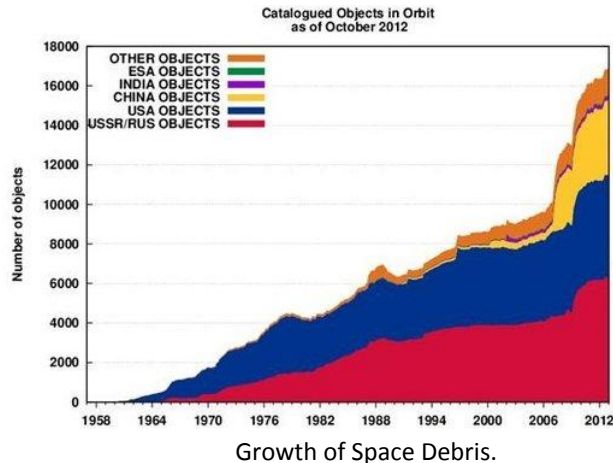 Catalogued Objects in Orbit
as of October 2012
18000
16000
14000
12000
10000
8000
6000
4000
2000
0
Number of objects
OTHER OBJECTS
ESA OBJECTS
INDIA OBJECTS
CHINA OBJECTS
USA OBJECTS
USSR/RUS OBJECTS
1958 1964 1970 1976 1982 1988 1994 2000 2006 2012
Growth of Space Debris.